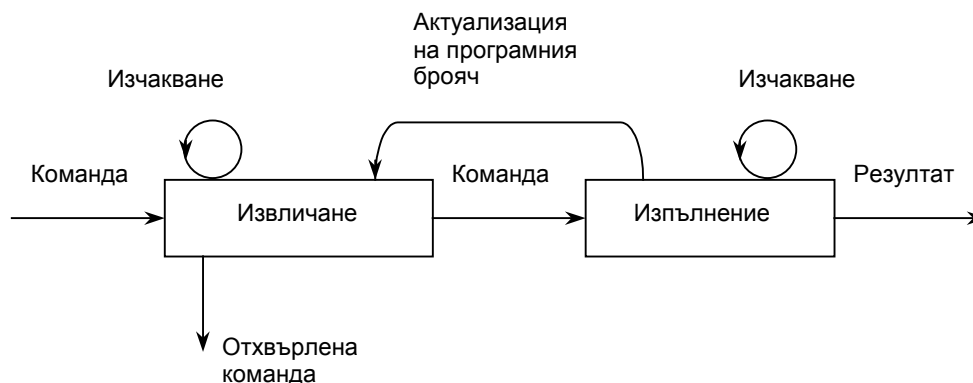 Актуализация
на програмния
брояч
Изчакване
Изчакване
Команда
Команда
Резултат
Извличане
Изпълнение
Отхвърлена
команда